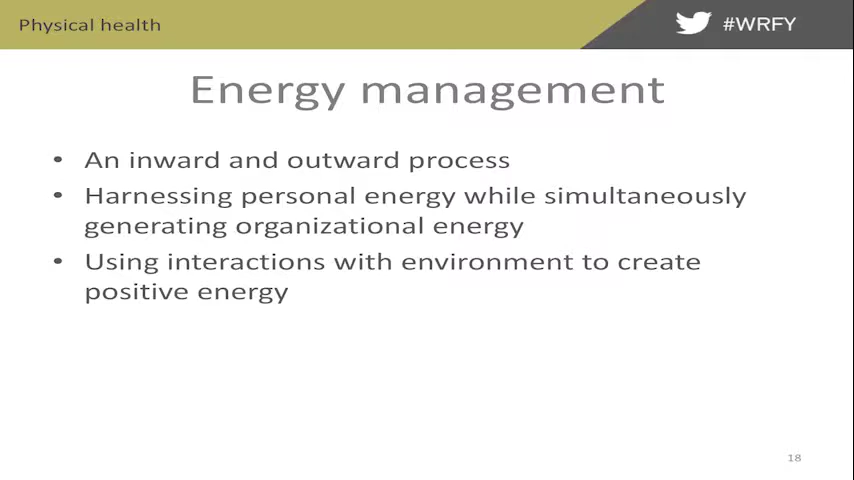 Physical health
#WRFY
Energy management
• An inward and outward process
• Harnessing personal energy while simultaneously
generating organizational energy
• Using interactions with environment to create
positive energy
18